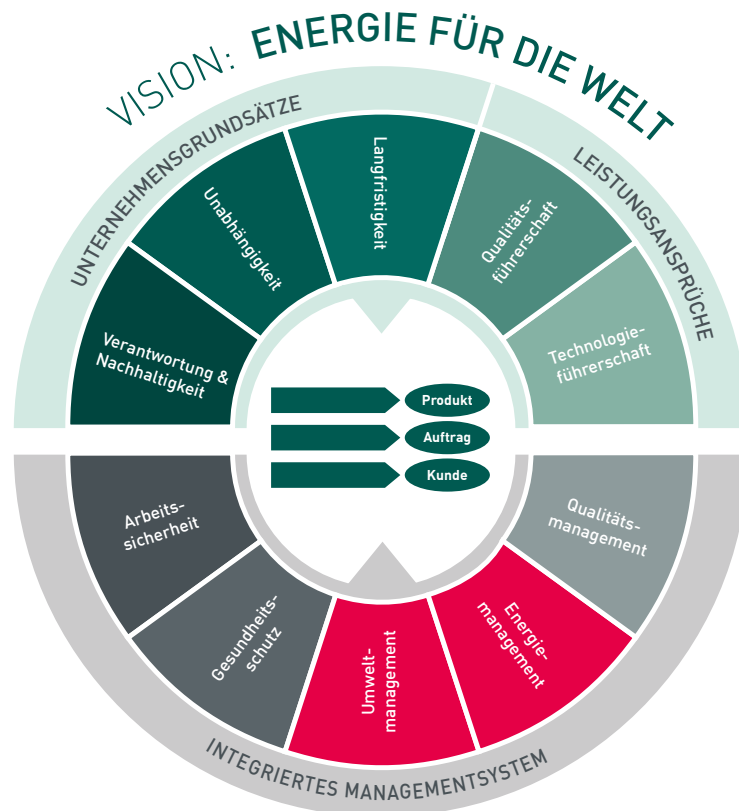 VISION: ENERGIE FÜR DIE WELT
UNTERNEHMENSGRUNDSÄTZE
LEISTUNGSANSPRÜCHE
Verantwortung &
Nachhaltigkeit
Unabhängigkeit
Langfristigkeit
Qualitäts-
führerschaft
Technologie-
führerschaft
Produkt
Auftrag
Kunde
Arbeits-
sicherheit
Gesundheits-
schutz
Umwelt-
management
Energie-
management
Qualitäts-
management
INTEGRIERTES MANAGEMENTSYSTEM